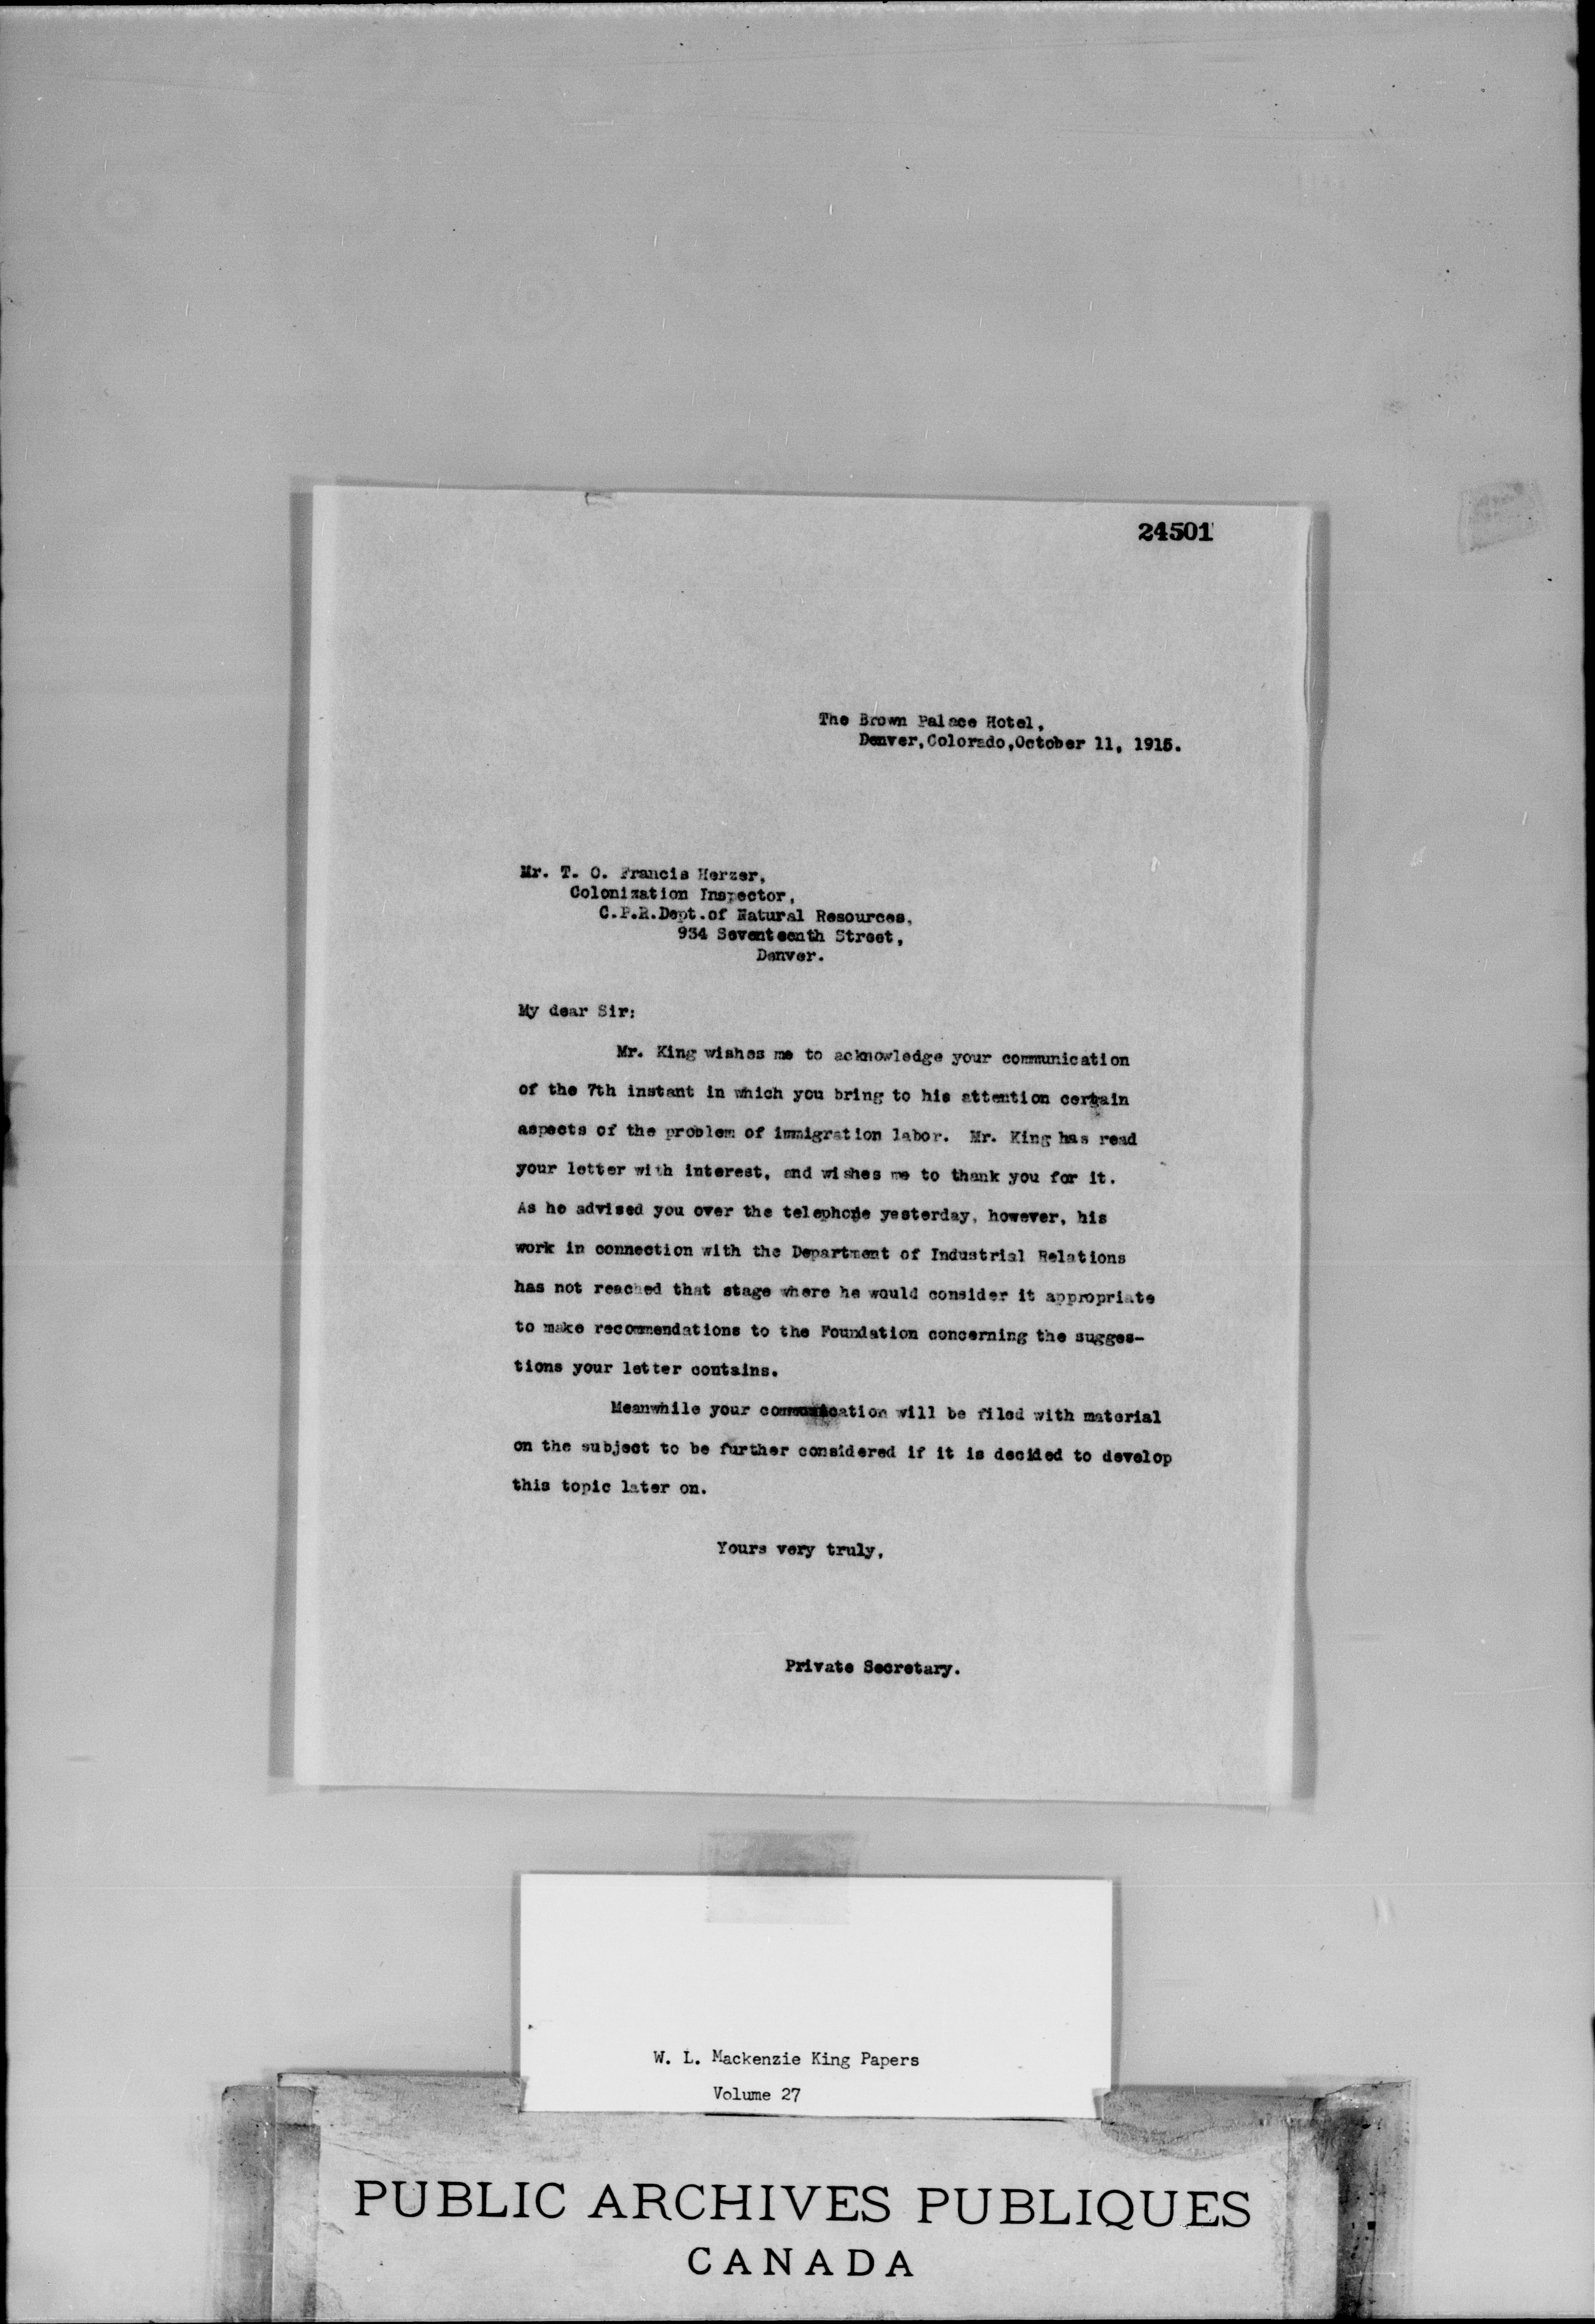 24501
The Brown Palace Hotel,
Denver,Colorado,October 11, 1915.
Mr. T. O. Francis Herzer,
Colonization Inspector,
C.P.R.Dept.of Natural Resources,
934 Seventeenth Street,
Denver.
My dear Sir:
Mr. King wishes me to acknowledge your communication
of the 7th instant in which you bring to his attention certain
aspects of the problem of immigration labor. Mr. King has read
your letter with interest, and wishes me to thank you for it.
As he advised you over the telephone yesterday, however, his
work in connection with the Department of Industrial Relations
has not reached that stage where he would consider it appropriate
to make recommendations to the Foundation concerning the sugges-
tions your letter contains.
Meanwhile your communication will be filed with material
on the subject to be further considered if it is decided to develop
this topic later on.
Yours very truly,
Private Secretary.
W. L. Mackenzie King Papers
Volume 27
PUBLIC ARCHIVES PUBLIQUES
CANADA